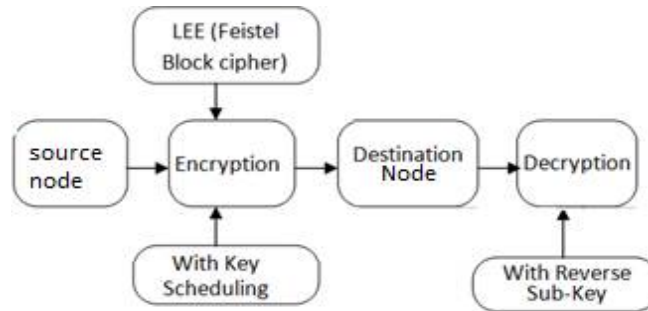 LEE (Feistel
Block cipher)
source
node
Encryption
Destination
Node
Decryption
With Key
Scheduling
With Reverse
Sub-Key